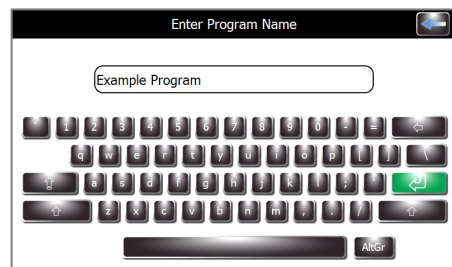 Enter Program Name
Example Program
` 1 2 3 4 5 6 7 8 9 0 - =
q w e r t y u i o p [ ] \
a s d f g h j k l ; '
z x c v b n m , . /
AltGr